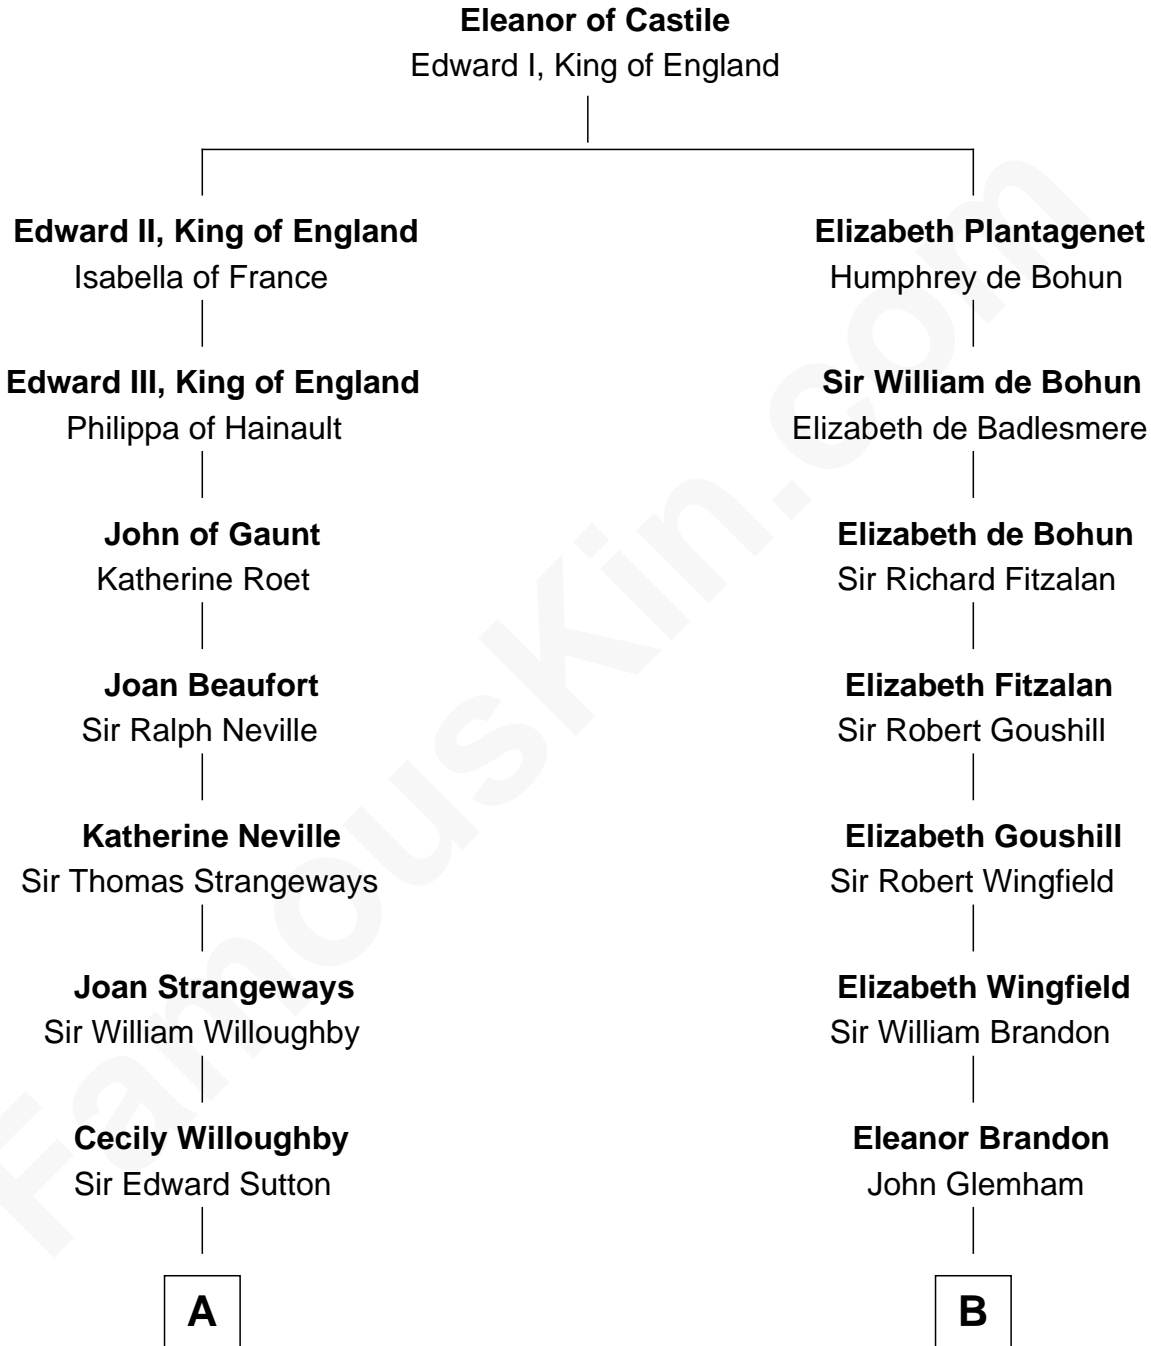 Eleanor of Castile
Edward I, King of England
Edward II, King of England
Isabella of France
Elizabeth Plantagenet
Humphrey de Bohun
Edward III, King of England
Philippa of Hainault
Sir William de Bohun
Elizabeth de Badlesmere
John of Gaunt
Katherine Roet
Elizabeth de Bohun
Sir Richard Fitzalan
Joan Beaufort
Sir Ralph Neville
Elizabeth Fitzalan
Sir Robert Goushill
Katherine Neville
Sir Thomas Strangeways
Elizabeth Goushill
Sir Robert Wingfield
Joan Strangeways
Sir William Willoughby
Elizabeth Wingfield
Sir William Brandon
Cecily Willoughby
Sir Edward Sutton
Eleanor Brandon
John Glemham
A
B
FamousKin.com